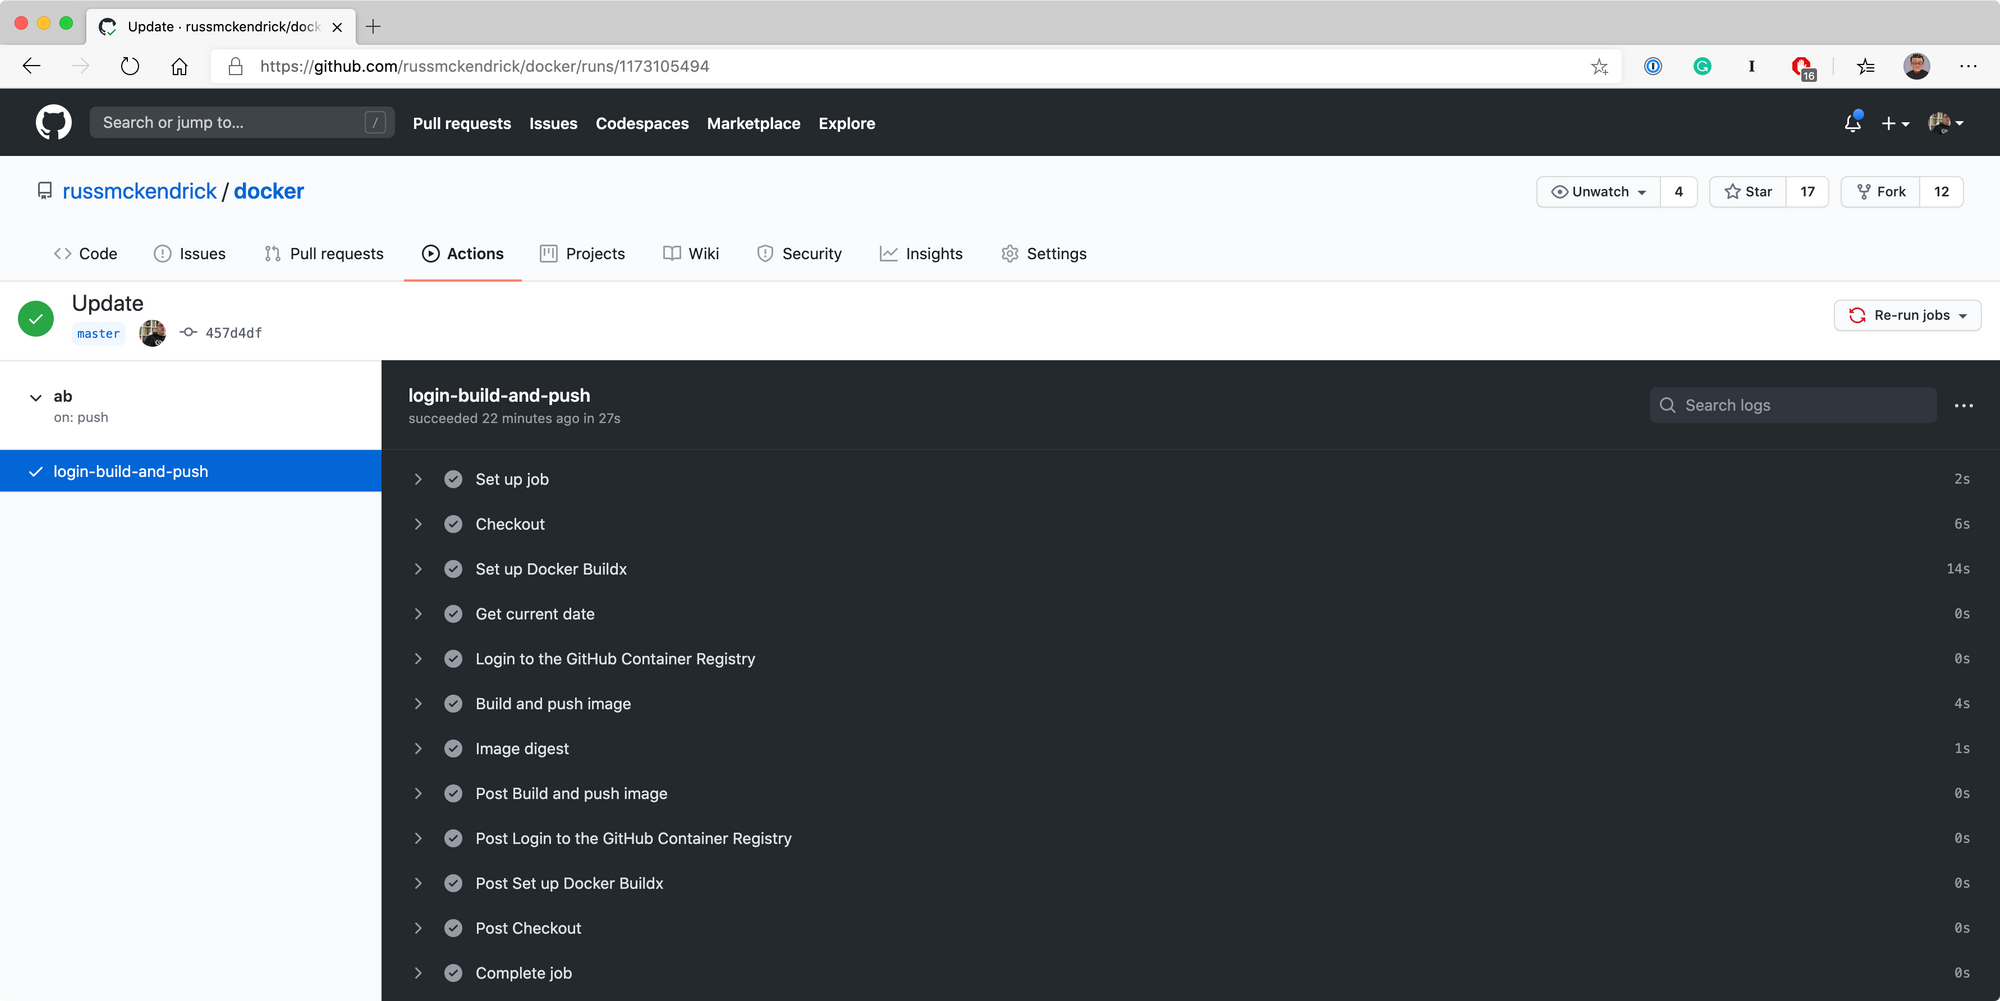 Update · russmckendrick/dock
https://github.com/russmckendrick/docker/runs/1173105494
16
Search or jump to...
/
Pull requests
Issues
Codespaces
Marketplace
Explore
russmckendrick / docker
Unwatch
4
Star
17
Fork
12
Code
Issues
Pull requests
Actions
Projects
Wiki
Security
Insights
Settings
Update
master
457d4df
Re-run jobs
ab
on: push
login-build-and-push
login-build-and-push
succeeded 22 minutes ago in 27s
Search logs
Set up job 2s
Checkout 6s
Set up Docker Buildx 14s
Get current date 0s
Login to the GitHub Container Registry 0s
Build and push image 4s
Image digest 1s
Post Build and push image 0s
Post Login to the GitHub Container Registry 0s
Post Set up Docker Buildx 0s
Post Checkout 0s
Complete job 0s